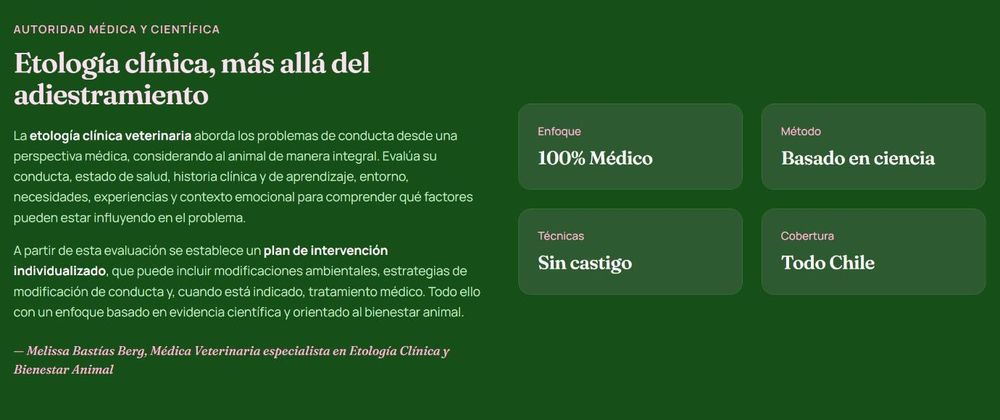 AUTORIDAD MÉDICA Y CIENTÍFICA
Etología clínica, más allá del
adiestramiento
La etología clínica veterinaria aborda los problemas de conducta desde una
perspectiva médica, considerando al animal de manera integral. Evalúa su
conducta, estado de salud, historia clínica y de aprendizaje, entorno,
necesidades, experiencias y contexto emocional para comprender qué factores
pueden estar influyendo en el problema.
A partir de esta evaluación se establece un plan de intervención
individualizado, que puede incluir modificaciones ambientales, estrategias de
modificación de conducta y, cuando está indicado, tratamiento médico. Todo ello
con un enfoque basado en evidencia científica y orientado al bienestar animal.
— Melissa Bastías Berg, Médica Veterinaria especialista en Etología Clínica y
Bienestar Animal
Enfoque
100% Médico
Método
Basado en ciencia
Técnicas
Sin castigo
Cobertura
Todo Chile